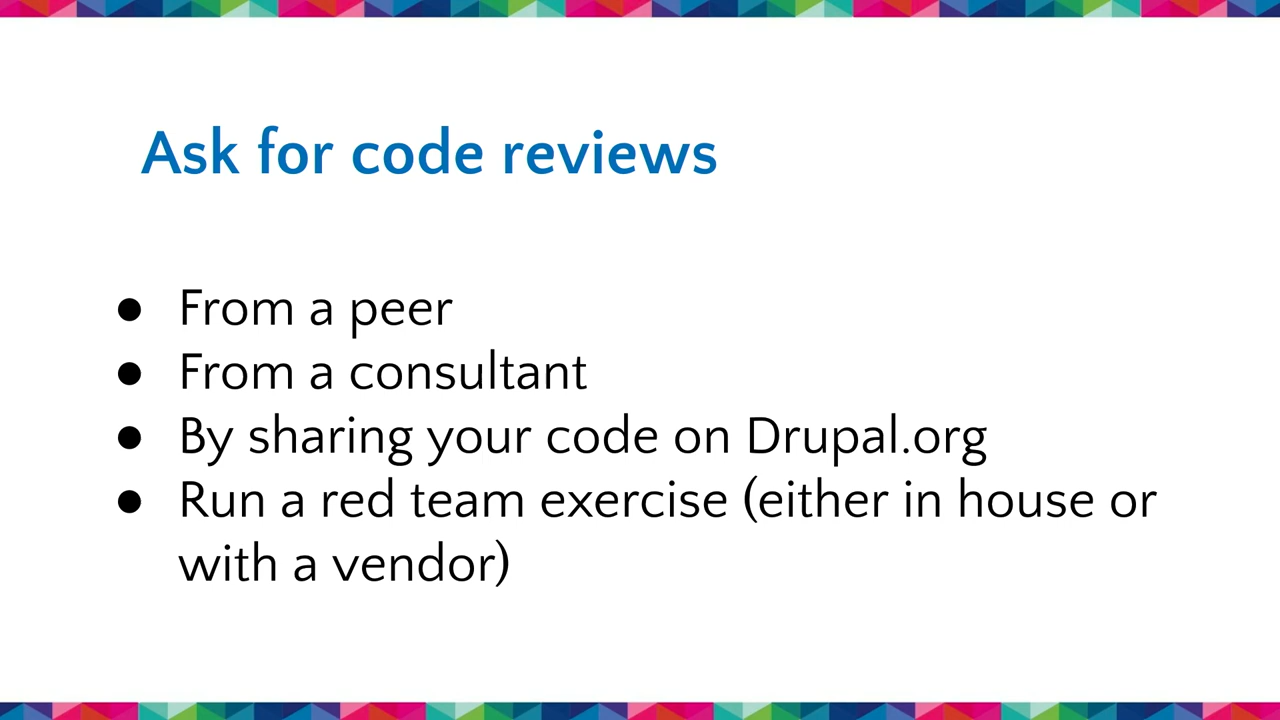 Ask for code reviews
● From a peer
● From a consultant
● By sharing your code on Drupal.org
● Run a red team exercise (either in house or
with a vendor)